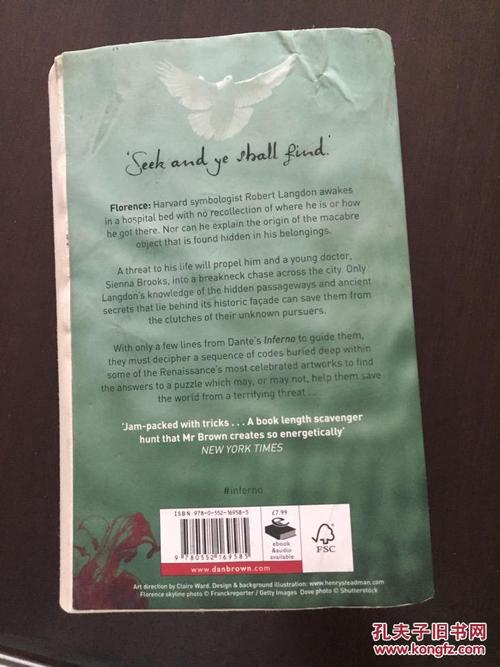 'Seek and ye shall find.'
Florence: Harvard symbologist Robert Langdon awakes
in a hospital bed with no recollection of where he is or how
he got there. Nor can he explain the origin of the macabre
object that is found hidden in his belongings.
A threat to his life will propel him and a young doctor,
Sienna Brooks, into a breakneck chase across the city. Only
Langdon's knowledge of the hidden passageways and ancient
secrets that lie behind its historic façade can save them from
the clutches of their unknown pursuers.
With only a few lines from Dante's Inferno to guide them,
they must decipher a sequence of codes buried deep within
some of the Renaissance's most celebrated artworks to find
the answers to a puzzle which may, or may not, help them save
the world from a terrifying threat . . .
'Jam-packed with tricks . . . A book length scavenger
hunt that Mr Brown creates so energetically'
NEW YORK TIMES
#inferno
ISBN 978-0-552-16958-5
£7.99
9 780552 169585
ebook
&audio
available
FSC
www.danbrown.com
Art direction by Claire Ward. Design & background illustration: www.henrysteadman.com
Florence skyline photo © Franckreporter / Getty Images Dove photo © Shutterstock
孔夫子旧书网
www.kongfz.com